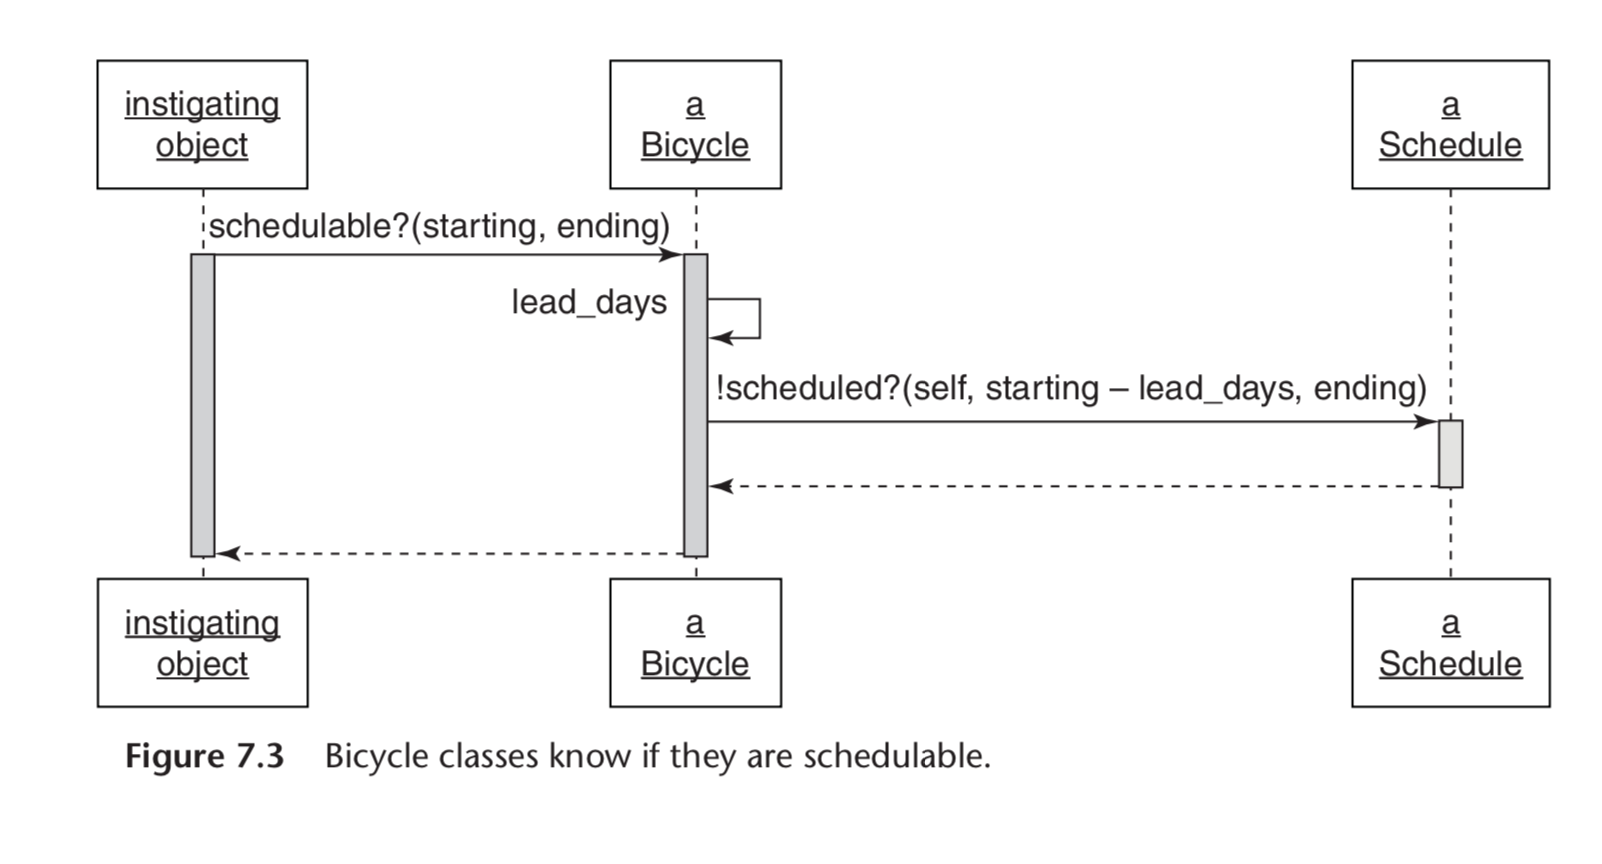 instigating
object
a
Bicycle
a
Schedule
schedulable?(starting, ending)
lead_days
!scheduled?(self, starting – lead_days, ending)
instigating
object
a
Bicycle
a
Schedule
Figure 7.3 Bicycle classes know if they are schedulable.